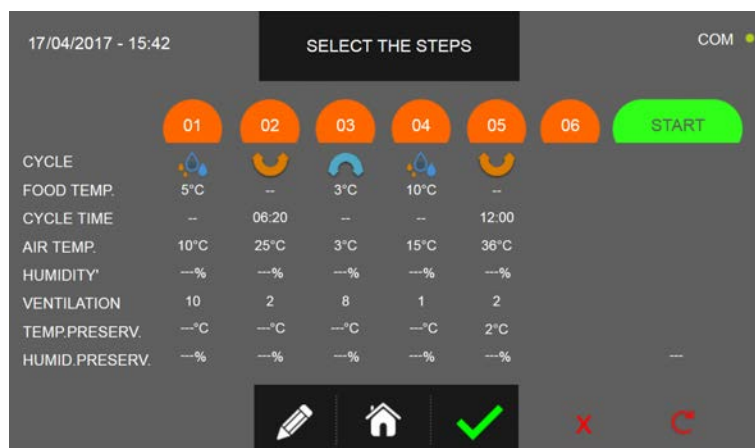 17/04/2017 - 15:42 SELECT THE STEPS COM
01 02 03 04 05 06 START
CYCLE
FOOD TEMP. 5°C -- 3°C 10°C --
CYCLE TIME -- 06:20 -- -- 12:00
AIR TEMP. 10°C 25°C 3°C 15°C 36°C
HUMIDITY' ---% ---% ---% ---% ---%
VENTILATION 10 2 8 1 2
TEMP.PRESERV. ---°C ---°C ---°C ---°C 2°C
HUMID.PRESERV. ---% ---% ---% ---% ---% ---
X